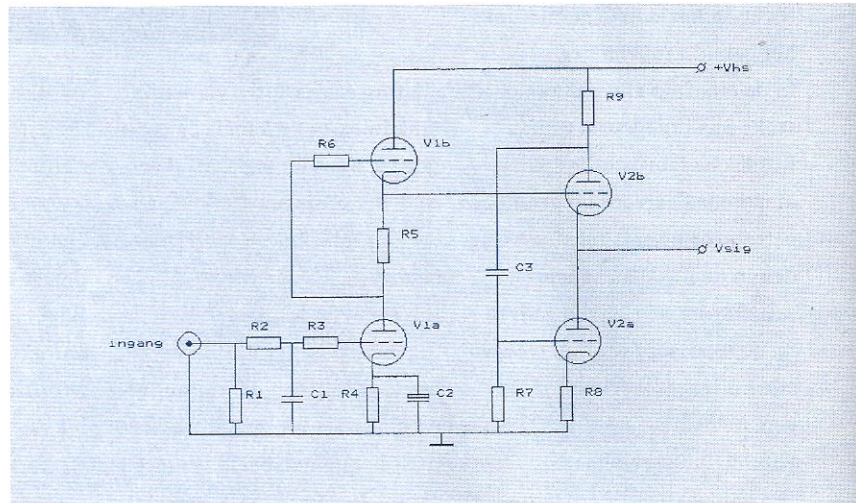 +Vhs
R9
V1b
R6
V2b
R5
Vsig
C3
V1a
R2
R3
ingang
R1
C1
R4
C2
R7
R8
V2a